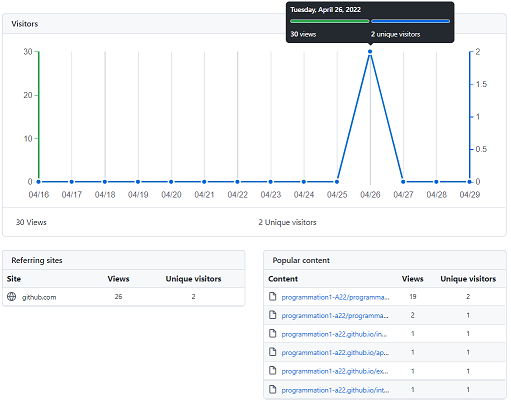 Tuesday, April 26, 2022
30 views 2 unique visitors
Visitors
30 2
20 1.5
10 1
0.5
0 0
04/16 04/17 04/18 04/19 04/20 04/21 04/22 04/23 04/24 04/25 04/26 04/27 04/28 04/29
30 Views 2 Unique visitors
Referring sites
Site Views Unique visitors
github.com 26 2
Popular content
Content Views Unique visitors
programmation1-A22/programma... 19 2
programmation1-a22/programma... 2 1
programmation1-a22.github.io/in... 1 1
programmation1-a22.github.io/ap... 1 1
programmation1-a22.github.io/ex... 1 1
programmation1-a22.github.io/int... 1 1